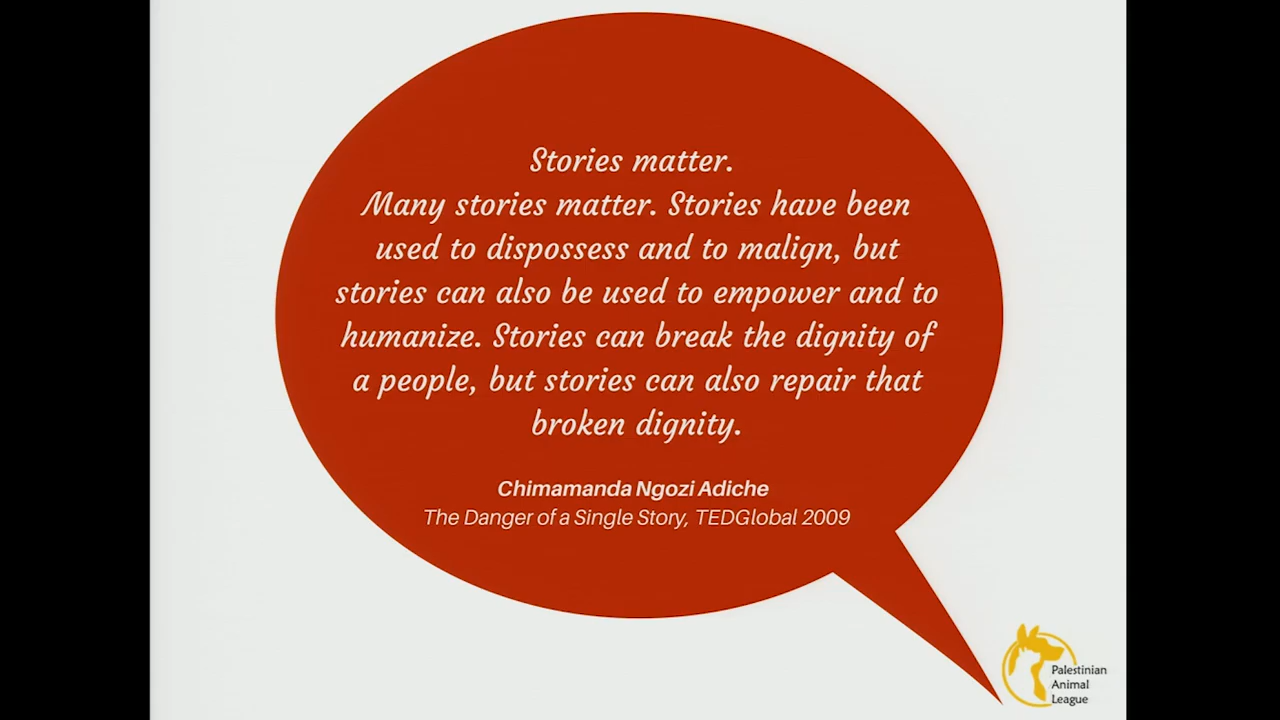 Stories matter.
Many stories matter. Stories have been
used to dispossess and to malign, but
stories can also be used to empower and to
humanize. Stories can break the dignity of
a people, but stories can also repair that
broken dignity.
Chimamanda Ngozi Adiche
The Danger of a Single Story, TEDGlobal 2009
Palestinian
Animal
League